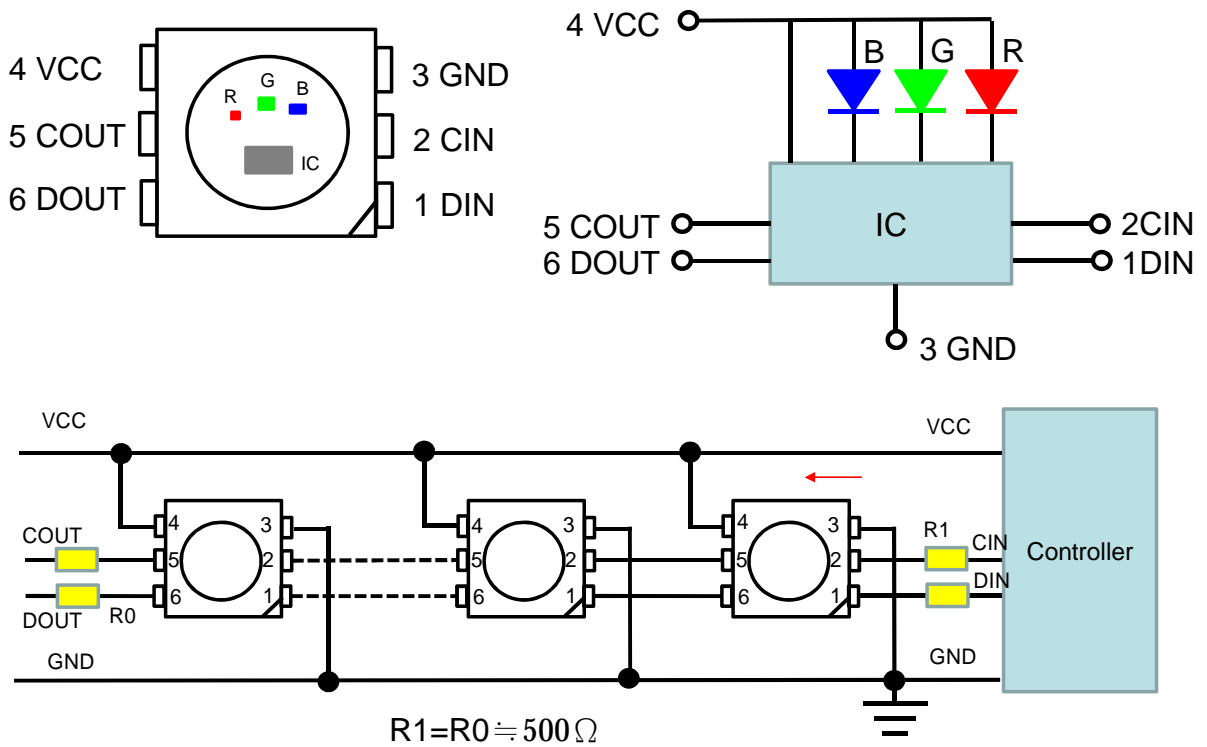 4 VCC
5 COUT
6 DOUT
R
G
B
IC
3 GND
2 CIN
1 DIN
4 VCC
B
G
R
5 COUT
6 DOUT
IC
2CIN
1DIN
3 GND
VCC
VCC
COUT
DOUT
R0
4
5
6
3
2
1
4
5
6
3
2
1
4
5
6
3
2
1
R1
CIN
DIN
Controller
GND
GND
R1=R0≒500Ω